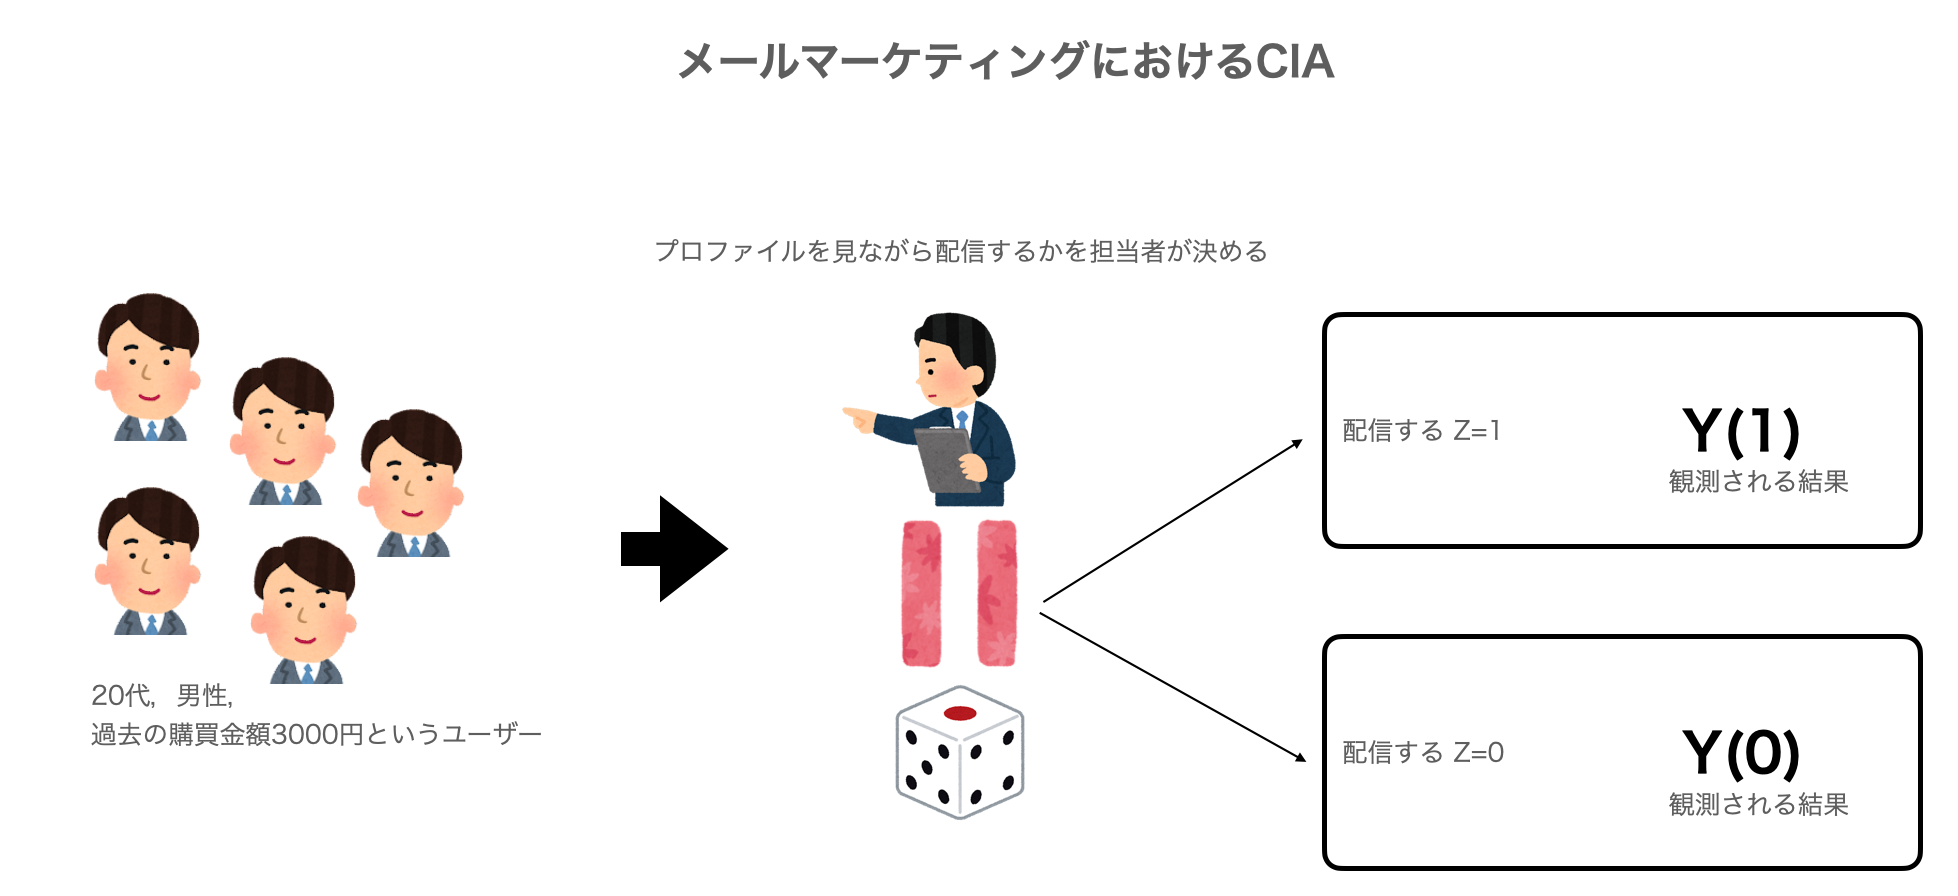 メールマーケティングにおけるCIA
プロファイルを見ながら配信するかを担当者が決める
20代, 男性,
過去の購買金額3000円というユーザー
配信する Z=1
Y(1)
観測される結果
配信する Z=0
Y(0)
観測される結果